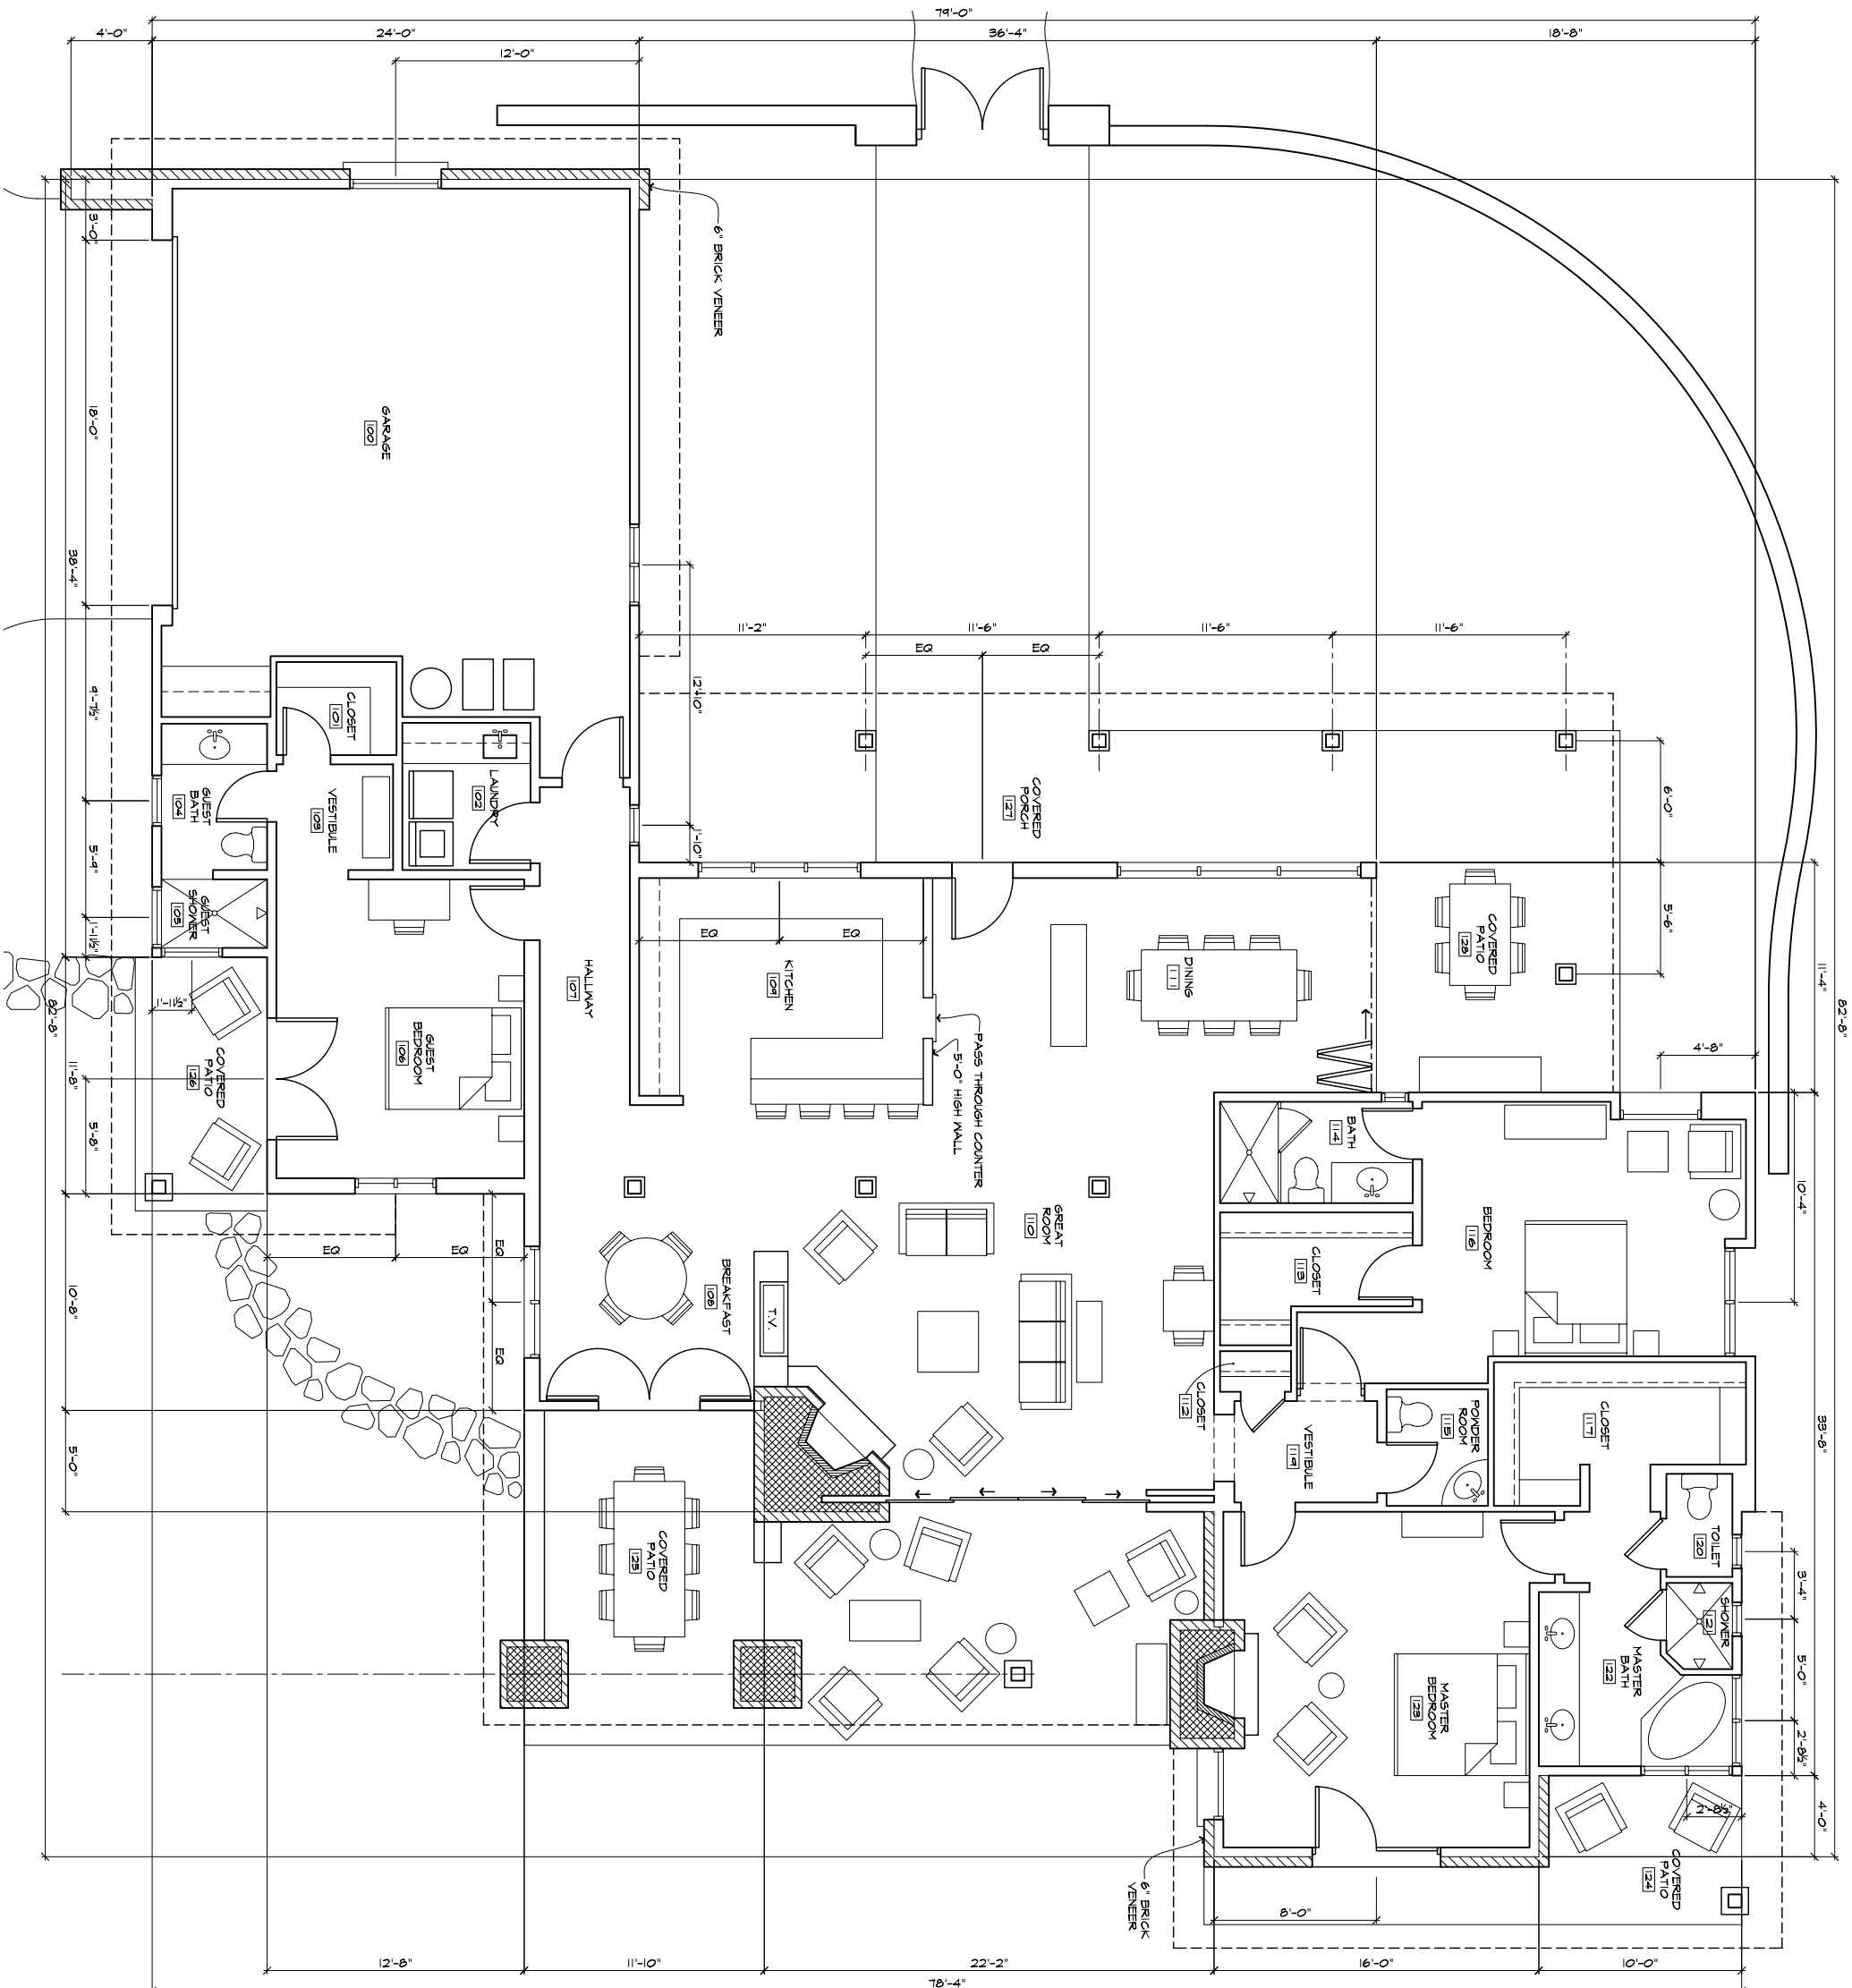 79'-0"
4'-0"
24'-0"
36'-4"
18'-8"
12'-0"
6" BRICK VENEER
3'-0"
18'-0"
38'-4"
9'-7½"
5'-9"
1'-11½"
82'-8"
11'-8"
5'-8"
10'-8"
5'-0"
GARAGE
100
11'-2"
11'-6"
11'-6"
11'-6"
EQ
EQ
12'-10"
1'-10"
6'-0"
5'-6"
11'-4"
82'-8"
4'-8"
10'-4"
33'-8"
3'-4"
5'-0"
2'-8½"
4'-0"
CLOSET
101
LAUNDRY
102
VESTIBULE
103
GUEST
BATH
104
GUEST
SHOWER
105
GUEST
BEDROOM
106
HALLWAY
107
COVERED
PORCH
127
COVERED
PATIO
128
EQ
EQ
KITCHEN
109
DINING
111
PASS THROUGH COUNTER
5'-0" HIGH WALL
1'-11½"
COVERED
PATIO
126
EQ
EQ
EQ
EQ
BREAKFAST
108
T.V.
GREAT
ROOM
110
BATH
114
CLOSET
113
BEDROOM
116
CLOSET
112
VESTIBULE
119
POWDER
ROOM
115
CLOSET
117
TOILET
120
SHOWER
121
MASTER
BATH
122
MASTER
BEDROOM
123
COVERED
PATIO
125
2'-8½"
COVERED
PATIO
124
6" BRICK
VENEER
8'-0"
12'-8"
11'-10"
22'-2"
16'-0"
10'-0"
78'-4"